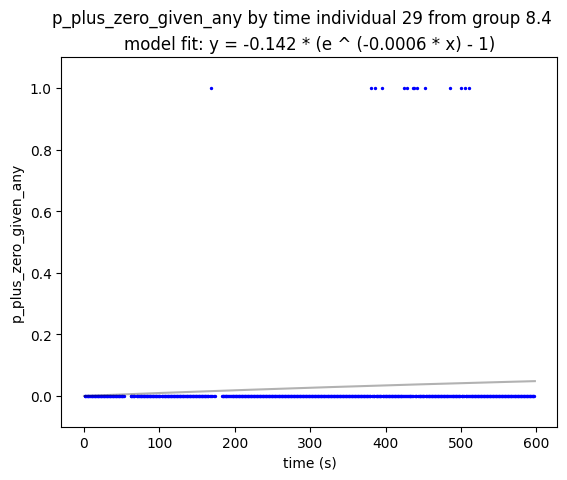 p_plus_zero_given_any by time individual 29 from group 8.4
model fit: y = -0.142 * (e ^ (-0.0006 * x) - 1)
1.0
0.8
0.6
0.4
0.2
0.0
p_plus_zero_given_any
0 100 200 300 400 500 600
time (s)